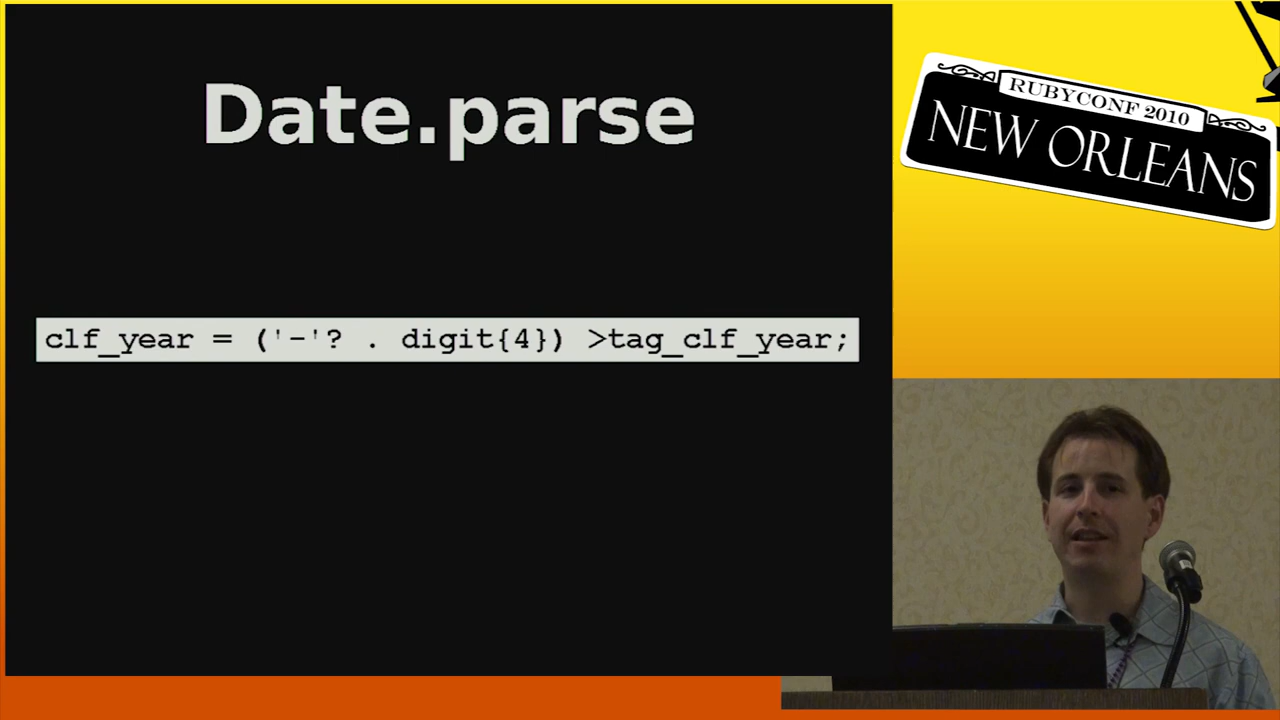 Date.parse
clf_year = ('-'? . digit{4}) >tag_clf_year;
RUBYCONF 2010
NEW ORLEANS